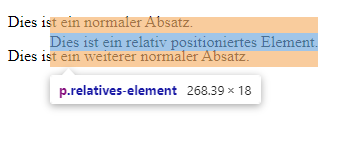 Dies ist ein normaler Absatz.
Dies ist ein relativ positioniertes Element.
Dies ist ein weiterer normaler Absatz.
p.relatives-element 268.39 × 18